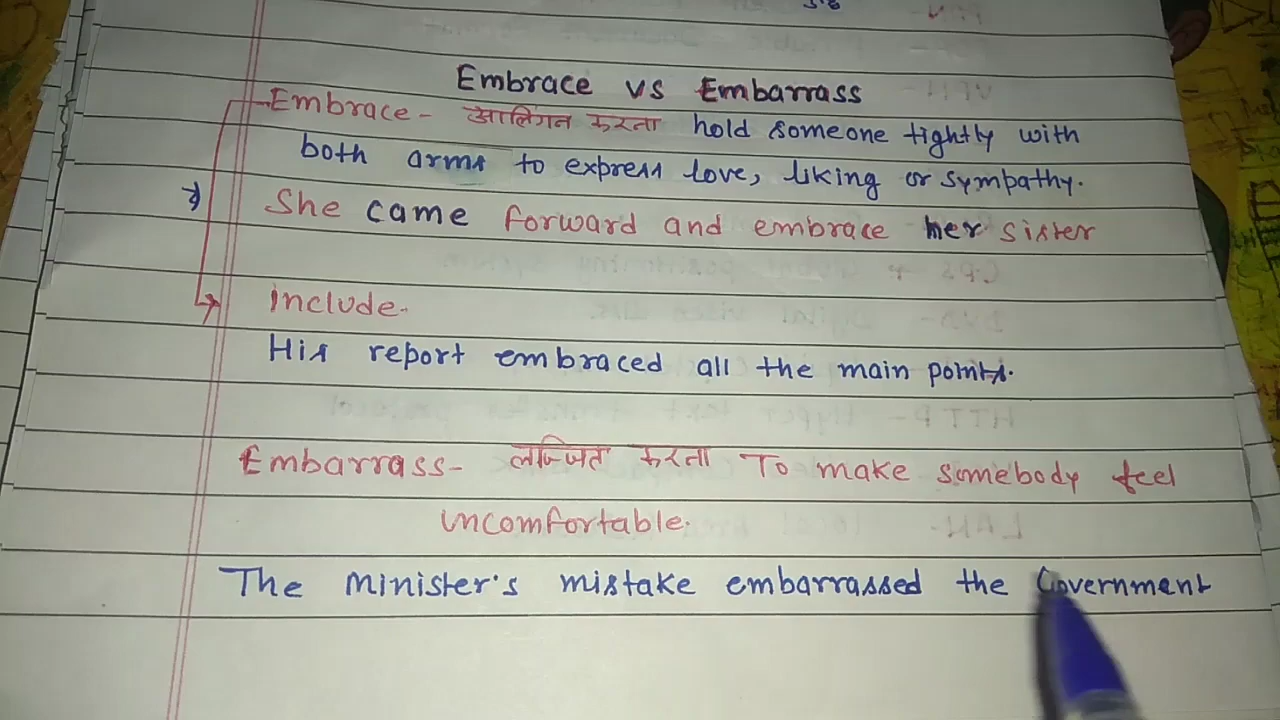 Embrace vs Embarrass
Embrace - आलिंगन करना hold someone tightly with
both arms to express love, liking or sympathy.
She came forward and embrace her sister
include.
His report embraced all the main points.
Embarrass- लज्जित करना To make somebody feel
uncomfortable.
The minister's mistake embarrassed the Government